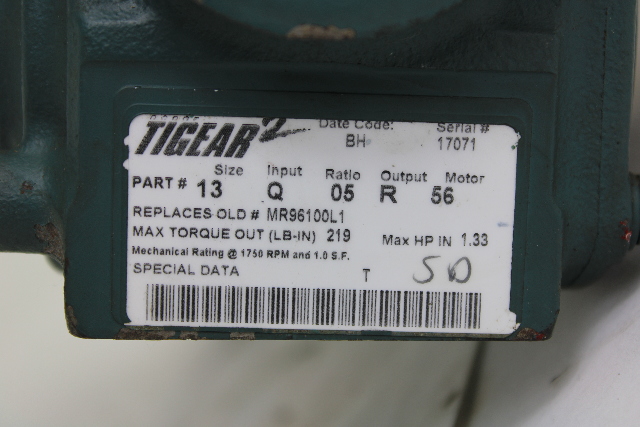 TIGEAR 2 Date Code: Serial #
BH 17071
Size Input Ratio Output Motor
PART # 13 Q 05 R 56
REPLACES OLD # MR96100L1
MAX TORQUE OUT (LB-IN) 219 Max HP IN 1.33
Mechanical Rating @ 1750 RPM and 1.0 S.F.
SPECIAL DATA T SD